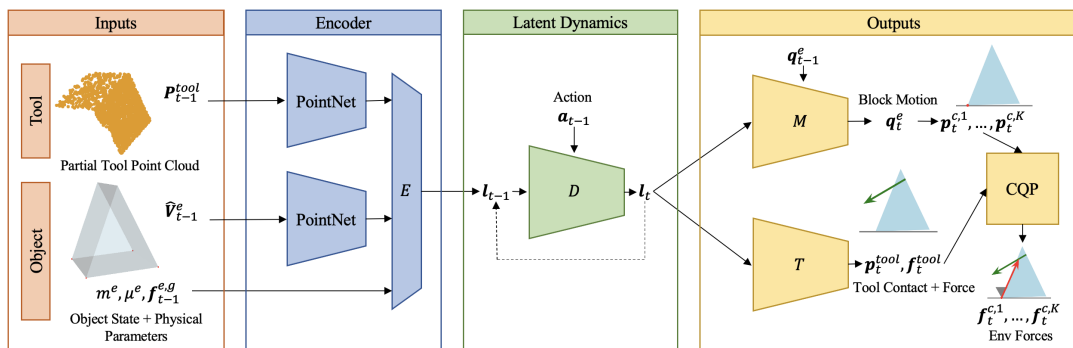 Inputs
Encoder
Latent Dynamics
Outputs
Tool
P_{t-1}^{tool}
Partial Tool Point Cloud
PointNet
Object
V̂_{t-1}^{e}
PointNet
m^e, μ^e, f_{t-1}^{e,g}
Object State + Physical
Parameters
E
l_{t-1}
Action
a_{t-1}
D
l_t
q_{t-1}^{e}
M
Block Motion
q_t^e
p_t^{c,1}, ..., p_t^{c,K}
CQP
T
p_t^{tool}, f_t^{tool}
Tool Contact + Force
f_t^{c,1}, ..., f_t^{c,K}
Env Forces